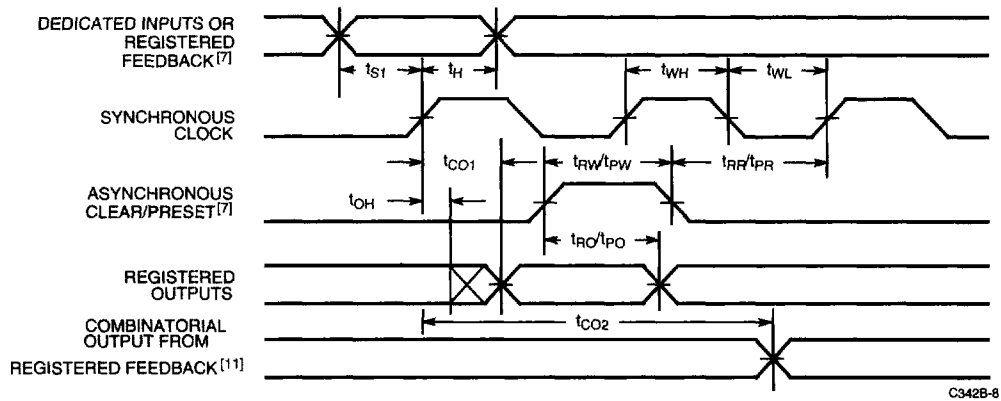 DEDICATED INPUTS OR
REGISTERED
FEEDBACK[7]
tS1
tH
tWH
tWL
SYNCHRONOUS
CLOCK
tCO1
tRW/tPW
tRR/tPR
ASYNCHRONOUS
CLEAR/PRESET[7]
tOH
tRO/tPO
REGISTERED
OUTPUTS
tCO2
COMBINATORIAL
OUTPUT FROM
REGISTERED FEEDBACK[11]
C342B-8